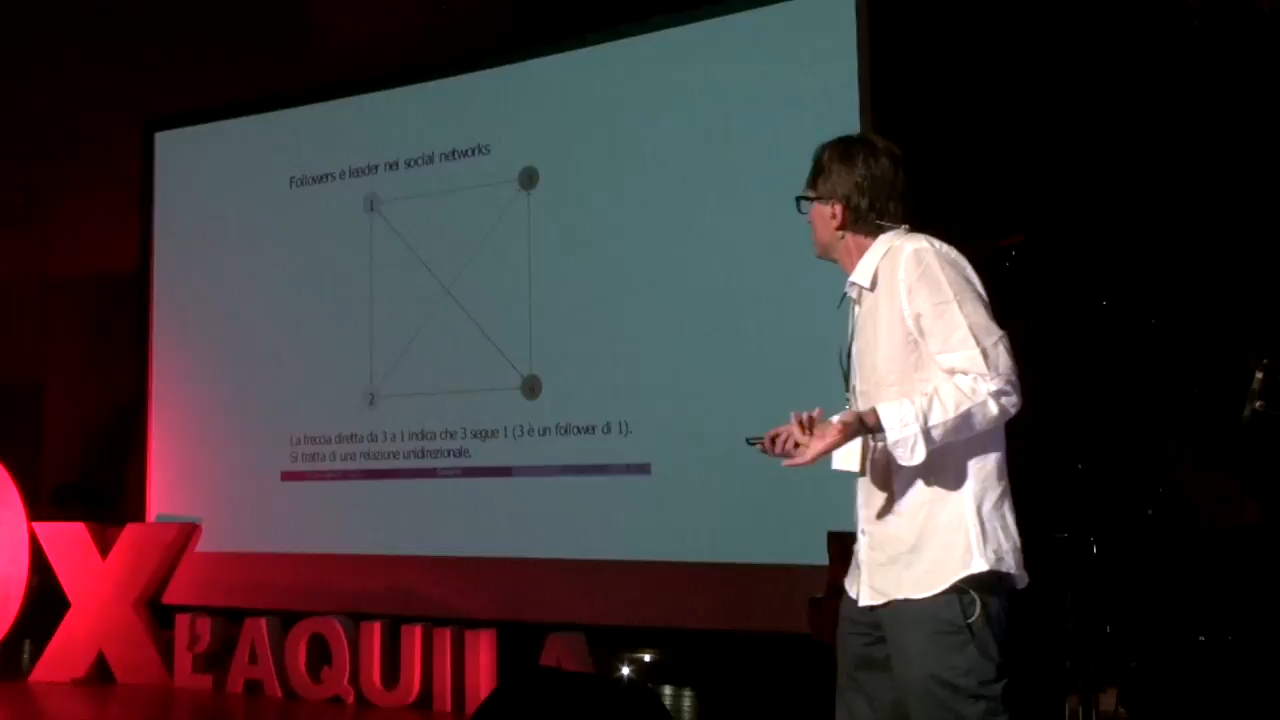 Followers e leader nei social networks
1
3
2
4
La freccia diretta da 3 a 1 indica che 3 segue 1 (3 è un follower di 1).
Si tratta di una relazione unidirezionale.
X
L'AQUILA